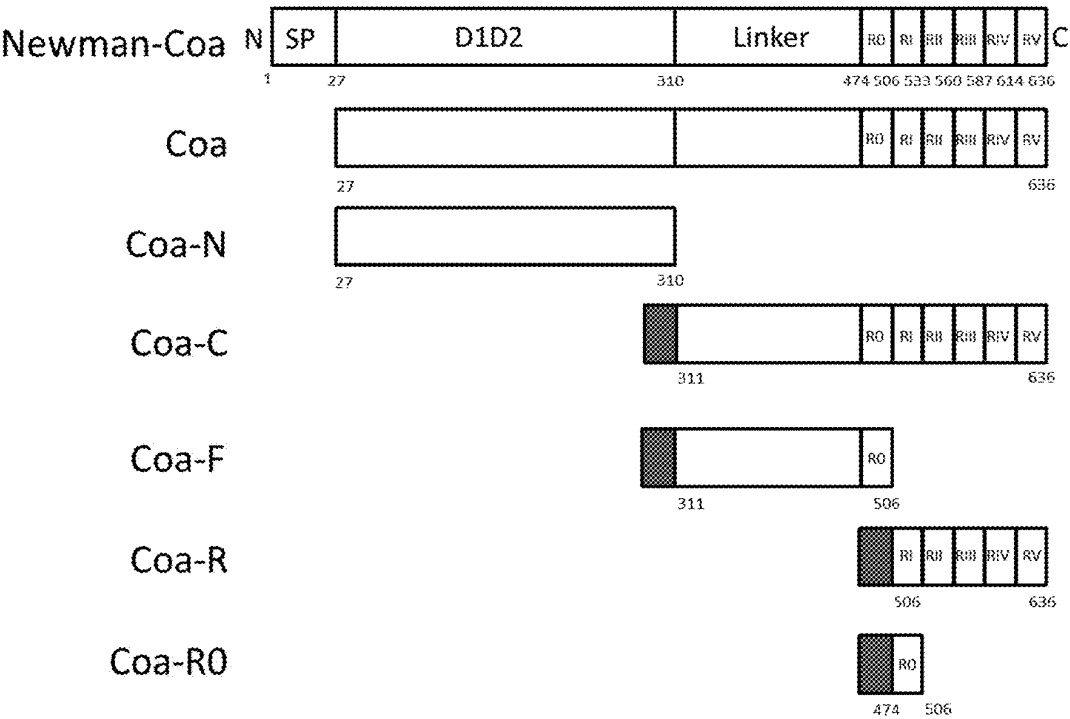 Newman-Coa N SP D1D2 Linker R0 RI RII RIII RIV RV C
1 27 310 474 506 533 560 587 614 636
Coa R0 RI RII RIII RIV RV
27 636
Coa-N
27 310
Coa-C R0 RI RII RIII RIV RV
311 636
Coa-F R0
311 506
Coa-R RI RII RIII RIV RV
506 636
Coa-R0 R0
474 506